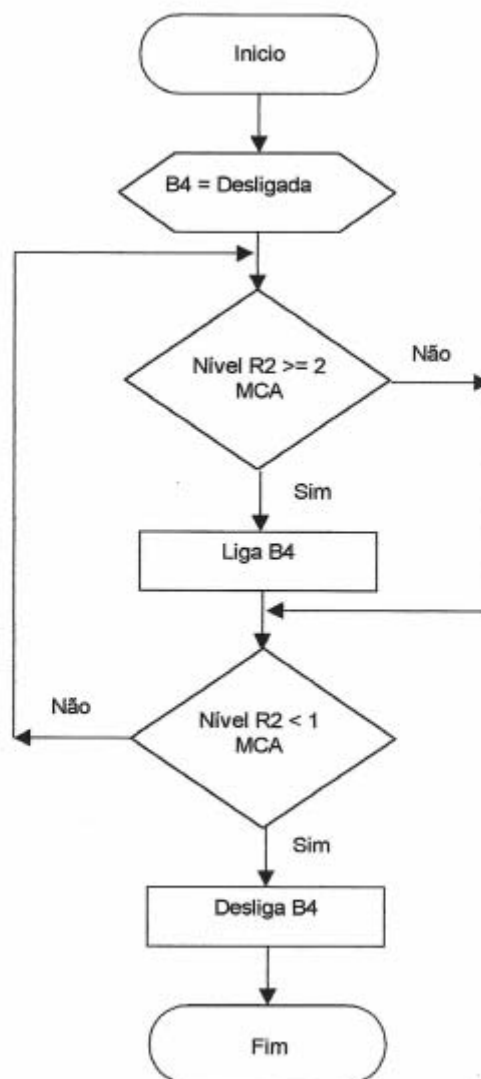 Inicio
B4 = Desligada
Nível R2 >= 2
MCA
Não
Sim
Liga B4
Nível R2 < 1
MCA
Não
Sim
Desliga B4
Fim